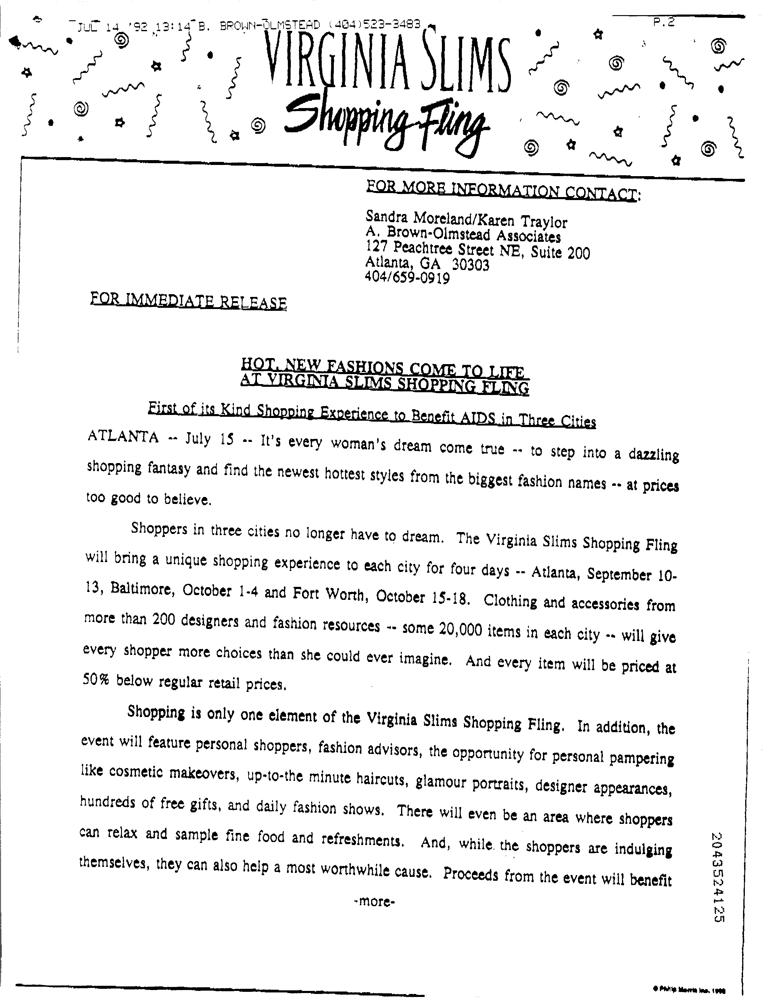 JUL 14 '92 13:14 B. BROWN-OLMSTEAD (404)523-3483 P.2
VIRGINIA SLIMS
Shopping Fling
FOR MORE INFORMATION CONTACT:
Sandra Moreland/Karen Traylor
A. Brown-Olmstead Associates
127 Peachtree Street NE, Suite 200
Atlanta, GA 30303
404/659-0919
FOR IMMEDIATE RELEASE
HOT, NEW FASHIONS COME TO LIFE
AT VIRGINIA SLIMS SHOPPING FLING
First of its Kind Shopping Experience to Benefit AIDS in Three Cities
ATLANTA -- July 15 -- It's every woman's dream come true -- to step into a dazzling
shopping fantasy and find the newest hottest styles from the biggest fashion names -- at prices
too good to believe.
Shoppers in three cities no longer have to dream. The Virginia Slims Shopping Fling
will bring a unique shopping experience to each city for four days -- Atlanta, September 10-
13, Baltimore, October 1-4 and Fort Worth, October 15-18. Clothing and accessories from
more than 200 designers and fashion resources -- some 20,000 items in each city -- will give
every shopper more choices than she could ever imagine. And every item will be priced at
50% below regular retail prices.
Shopping is only one element of the Virginia Slims Shopping Fling. In addition, the
event will feature personal shoppers, fashion advisors, the opportunity for personal pampering
like cosmetic makeovers, up-to-the minute haircuts, glamour portraits, designer appearances,
hundreds of free gifts, and daily fashion shows. There will even be an area where shoppers
can relax and sample fine food and refreshments. And, while the shoppers are indulging
themselves, they can also help a most worthwhile cause. Proceeds from the event will benefit
-more-
2043524125
© Philip Morris Inc. 1992